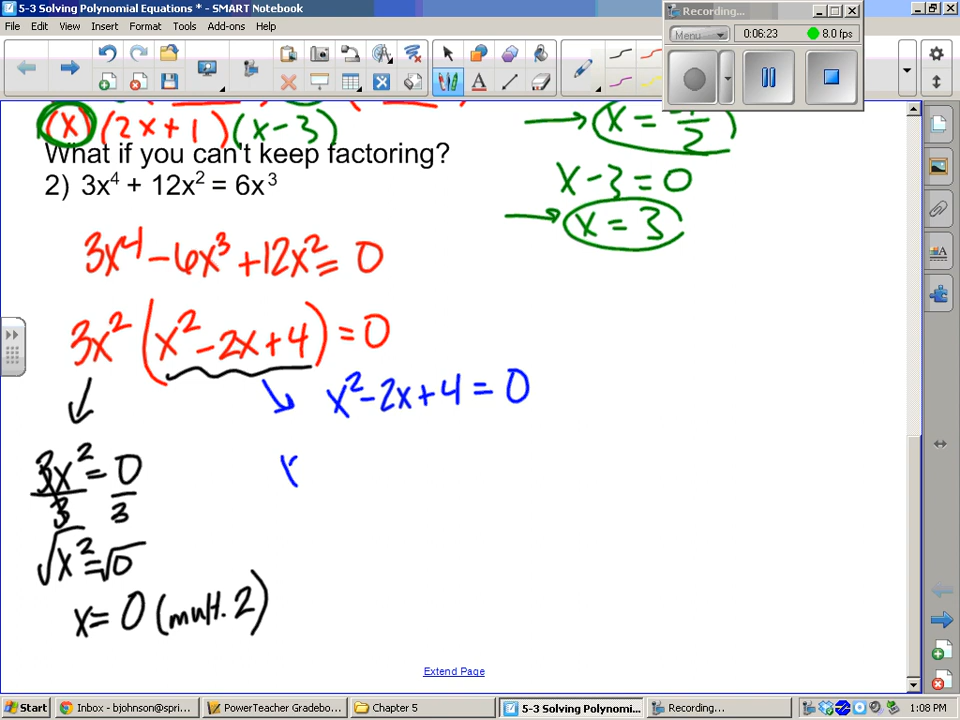 5-3 Solving Polynomial Equations * - SMART Notebook
Recording...
File Edit View Insert Format Tools Add-ons Help
Menu 0:06:23 8.0 fps
(x)(2x+1)(x-3)
What if you can't keep factoring?
2) 3x⁴ + 12x² = 6x³
x-3=0
x=3
3x⁴-6x³+12x²=0
3x²(x²-2x+4)=0
x²-2x+4=0
3x²=0
3 3
√x²=√0
x=0 (mult. 2)
Extend Page
Start Inbox - bjohnson@spri... PowerTeacher Gradebo... Chapter 5 5-3 Solving Polynomi... Recording... 1:08 PM